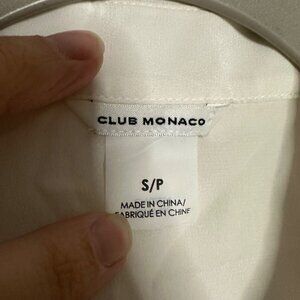 CLUB MONACO
S/P
MADE IN CHINA/
FABRIQUÉ EN CHINE